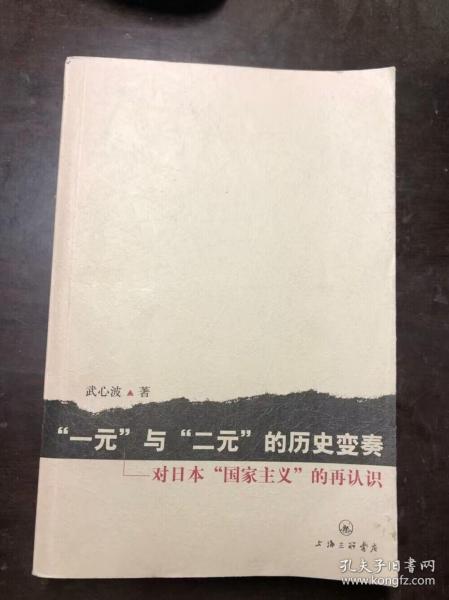 武心波 ▲ 著
“一元”与“二元”的历史变奏
——对日本“国家主义”的再认识
上海三联书店
孔夫子旧书网
www.kongfz.com